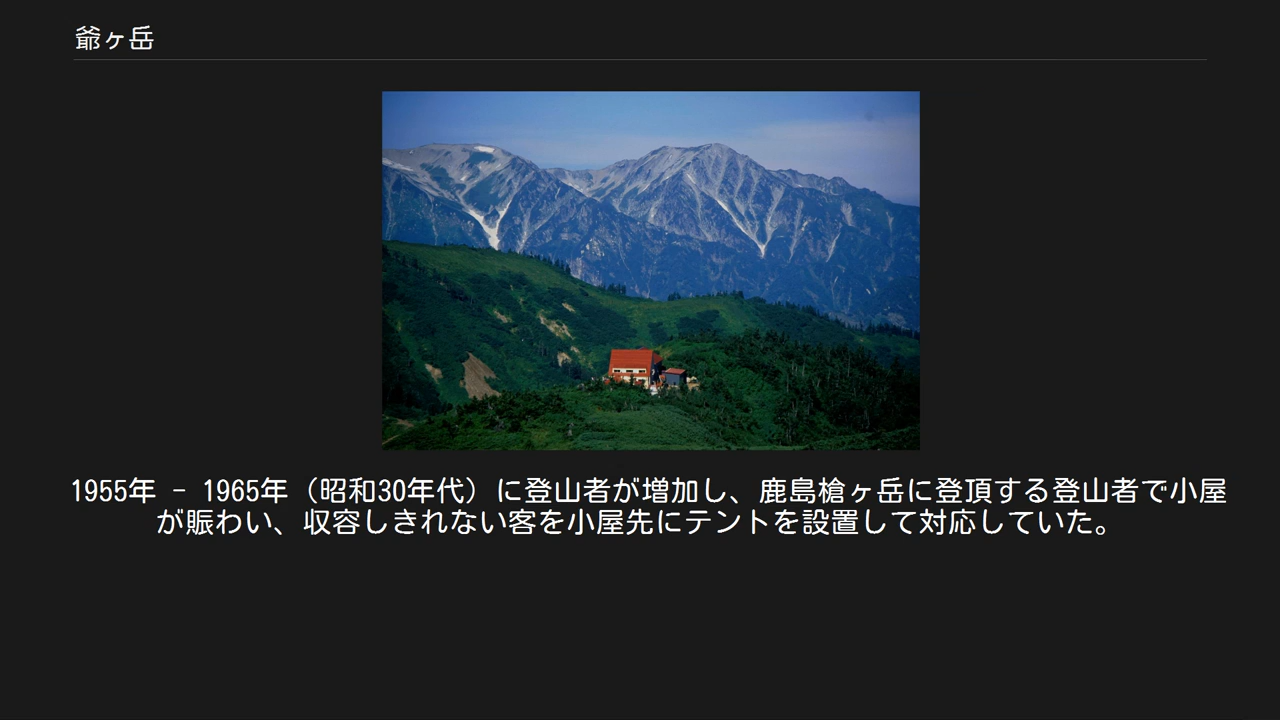 爺ヶ岳
1955年 - 1965年（昭和30年代）に登山者が増加し、鹿島槍ヶ岳に登頂する登山者で小屋
が賑わい、収容しきれない客を小屋先にテントを設置して対応していた。